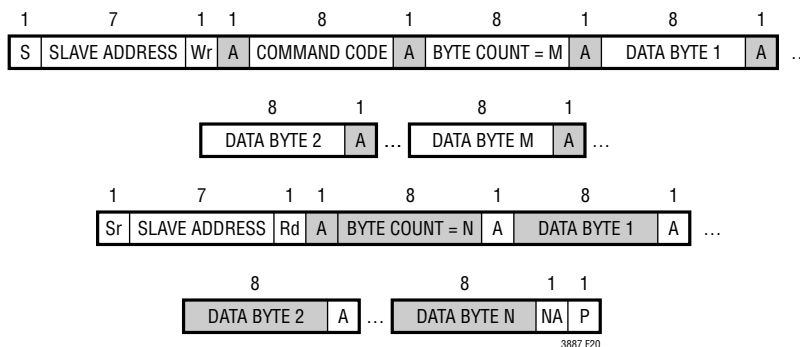 1 7 1 1 8 1 8 1 8 1
S SLAVE ADDRESS Wr A COMMAND CODE A BYTE COUNT = M A DATA BYTE 1 A …
8 1 8 1
DATA BYTE 2 A … DATA BYTE M A …
1 7 1 1 8 1 8 1
Sr SLAVE ADDRESS Rd A BYTE COUNT = N A DATA BYTE 1 A …
8 1 8 1 1
DATA BYTE 2 A … DATA BYTE N NA P
3887 F20